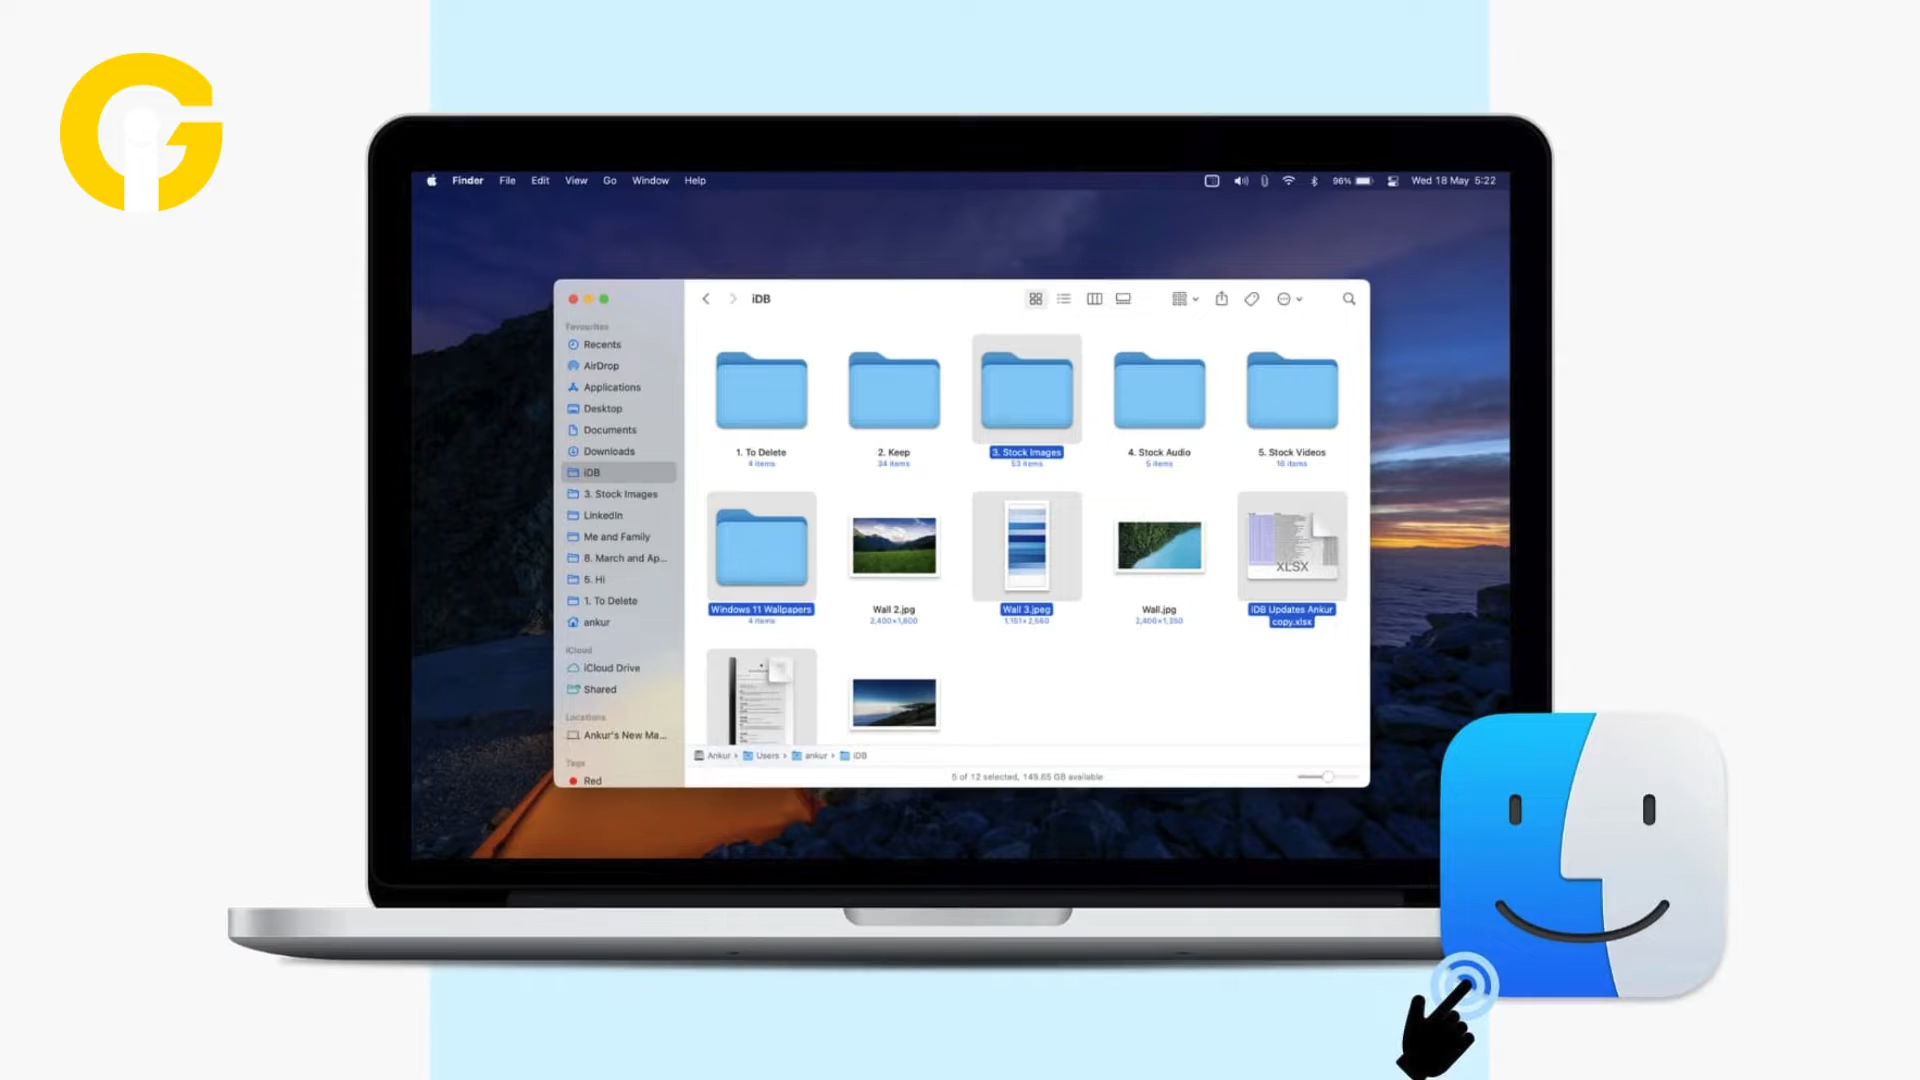 Finder File Edit View Go Window Help
96% Wed 18 May 5:22
iDB
Favourites
Recents
AirDrop
Applications
Desktop
Documents
Downloads
iDB
3. Stock Images
LinkedIn
Me and Family
8. March and Ap...
5. Hi
1. To Delete
ankur
iCloud
iCloud Drive
Shared
Locations
Ankur's New Ma...
Tags
Red
1. To Delete
4 items
2. Keep
34 items
3. Stock Images
53 items
4. Stock Audio
5 items
5. Stock Videos
16 items
Windows 11 Wallpapers
4 items
Wall 2.jpg
2,400×1,600
Wall 3.jpeg
1,151×2,560
Wall.jpg
2,400×1,350
XLSX
iDB Updates Ankur
copy.xlsx
Ankur › Users › ankur › iDB
5 of 12 selected, 149.65 GB available